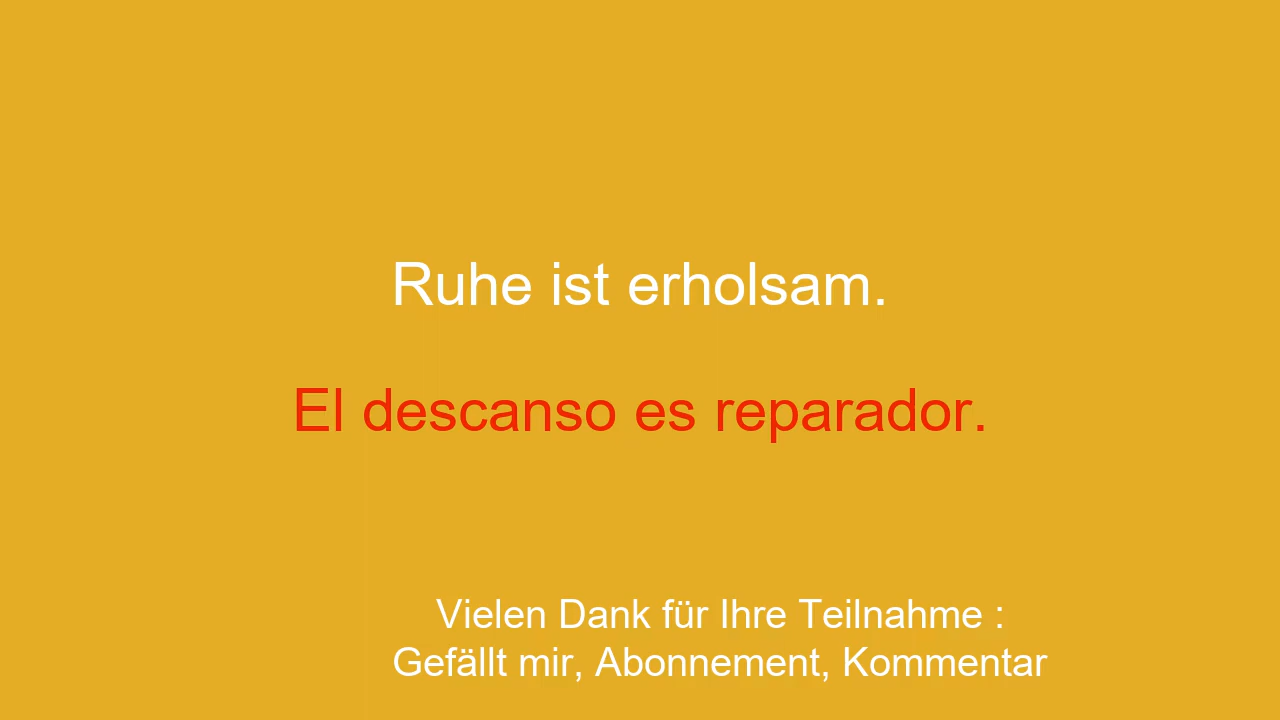 Ruhe ist erholsam.
El descanso es reparador.
Vielen Dank für Ihre Teilnahme :
Gefällt mir, Abonnement, Kommentar